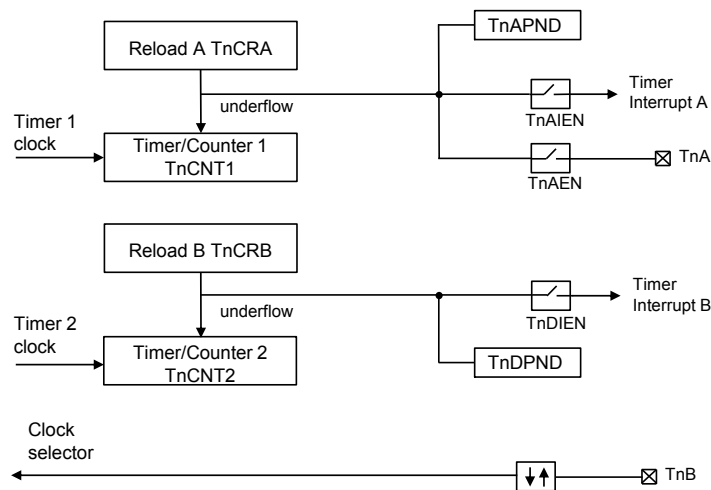 Reload A TnCRA
TnAPND
underflow
Timer
Interrupt A
TnAIEN
Timer 1
clock
Timer/Counter 1
TnCNT1
TnA
TnAEN
Reload B TnCRB
Timer
Interrupt B
underflow
TnDIEN
Timer 2
clock
Timer/Counter 2
TnCNT2
TnDPND
Clock
selector
TnB